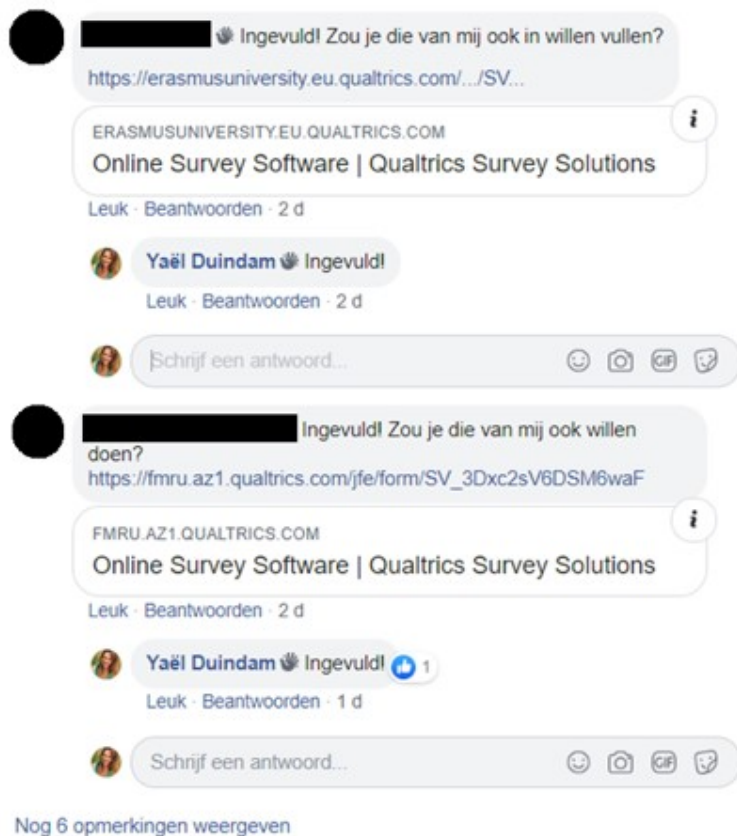 Ingevuld! Zou je die van mij ook in willen vullen?
https://erasmusuniversity.eu.qualtrics.com/.../SV...
i
ERASMUSUNIVERSITY.EU.QUALTRICS.COM
Online Survey Software | Qualtrics Survey Solutions
Leuk · Beantwoorden · 2 d
Yaël Duindam Ingevuld!
Leuk · Beantwoorden · 2 d
Schrijf een antwoord... GIF
Ingevuld! Zou je die van mij ook willen
doen?
https://fmru.az1.qualtrics.com/jfe/form/SV_3Dxc2sV6DSM6waF
i
FMRU.AZ1.QUALTRICS.COM
Online Survey Software | Qualtrics Survey Solutions
Leuk · Beantwoorden · 2 d
Yaël Duindam Ingevuld! 1
Leuk · Beantwoorden · 1 d
Schrijf een antwoord... GIF
Nog 6 opmerkingen weergeven